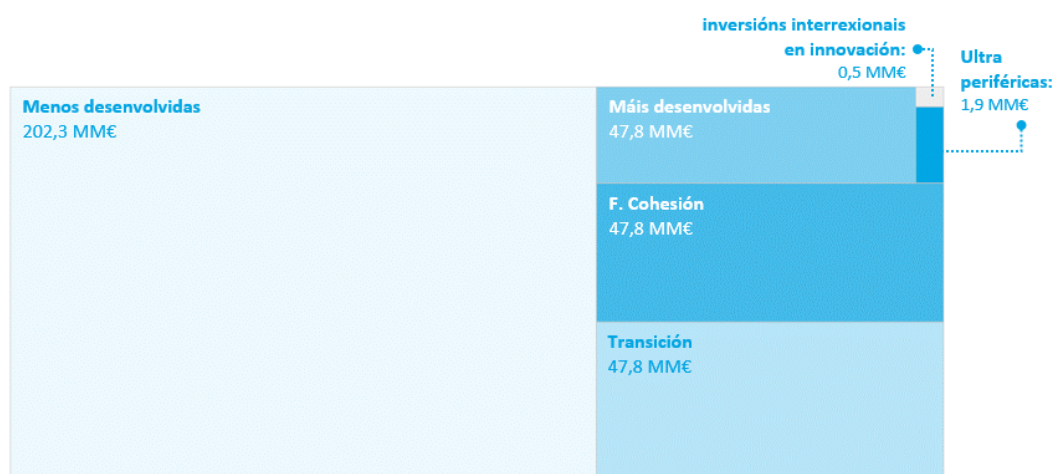 inversións interrexionais
en innovación:
0,5 MM€
Ultra
periféricas:
1,9 MM€
Menos desenvolvidas
202,3 MM€
Máis desenvolvidas
47,8 MM€
F. Cohesión
47,8 MM€
Transición
47,8 MM€